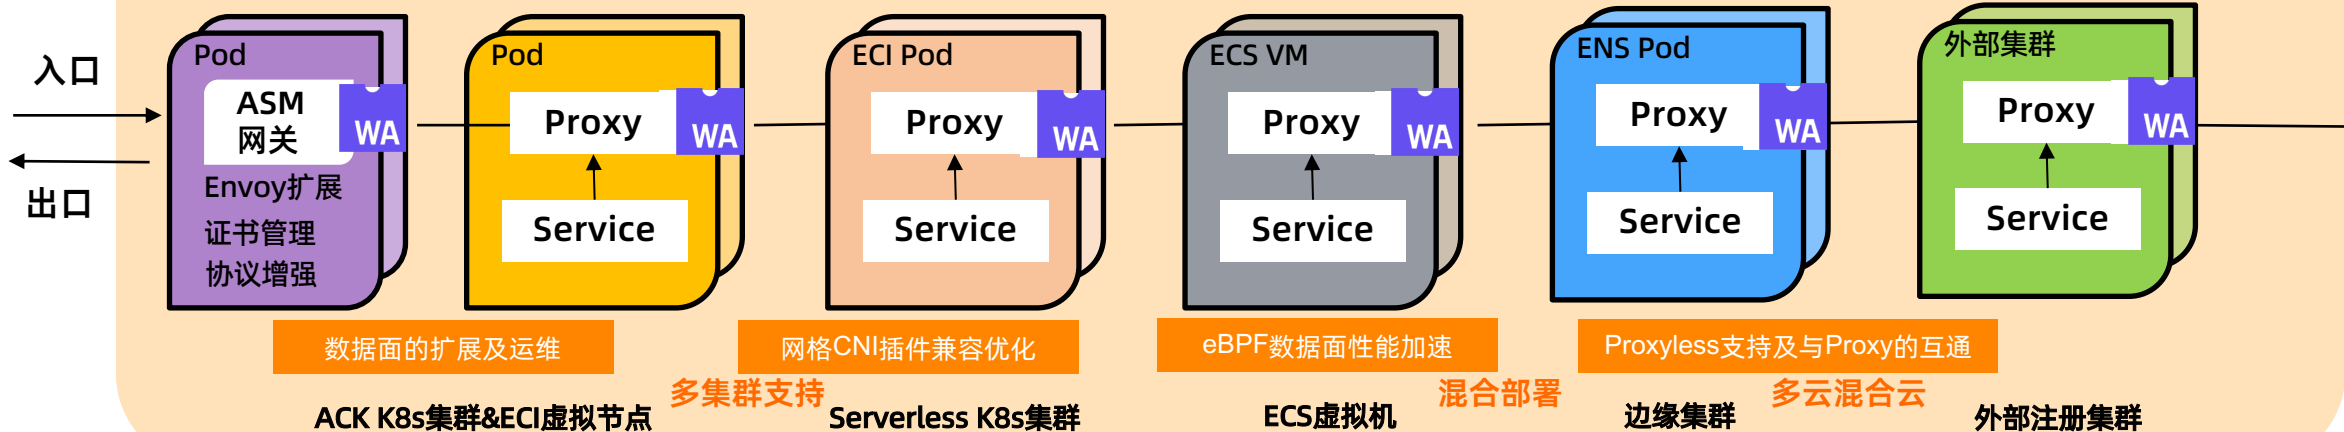 入口
出口
Pod
ASM
网关
WA
Envoy扩展
证书管理
协议增强
Pod
Proxy
WA
Service
ECI Pod
Proxy
WA
Service
ECS VM
Proxy
WA
Service
ENS Pod
Proxy
WA
Service
外部集群
Proxy
WA
Service
数据面的扩展及运维
网格CNI插件兼容优化
eBPF数据面性能加速
Proxyless支持及与Proxy的互通
多集群支持
混合部署
多云混合云
ACK K8s集群&ECI虚拟节点
Serverless K8s集群
ECS虚拟机
边缘集群
外部注册集群